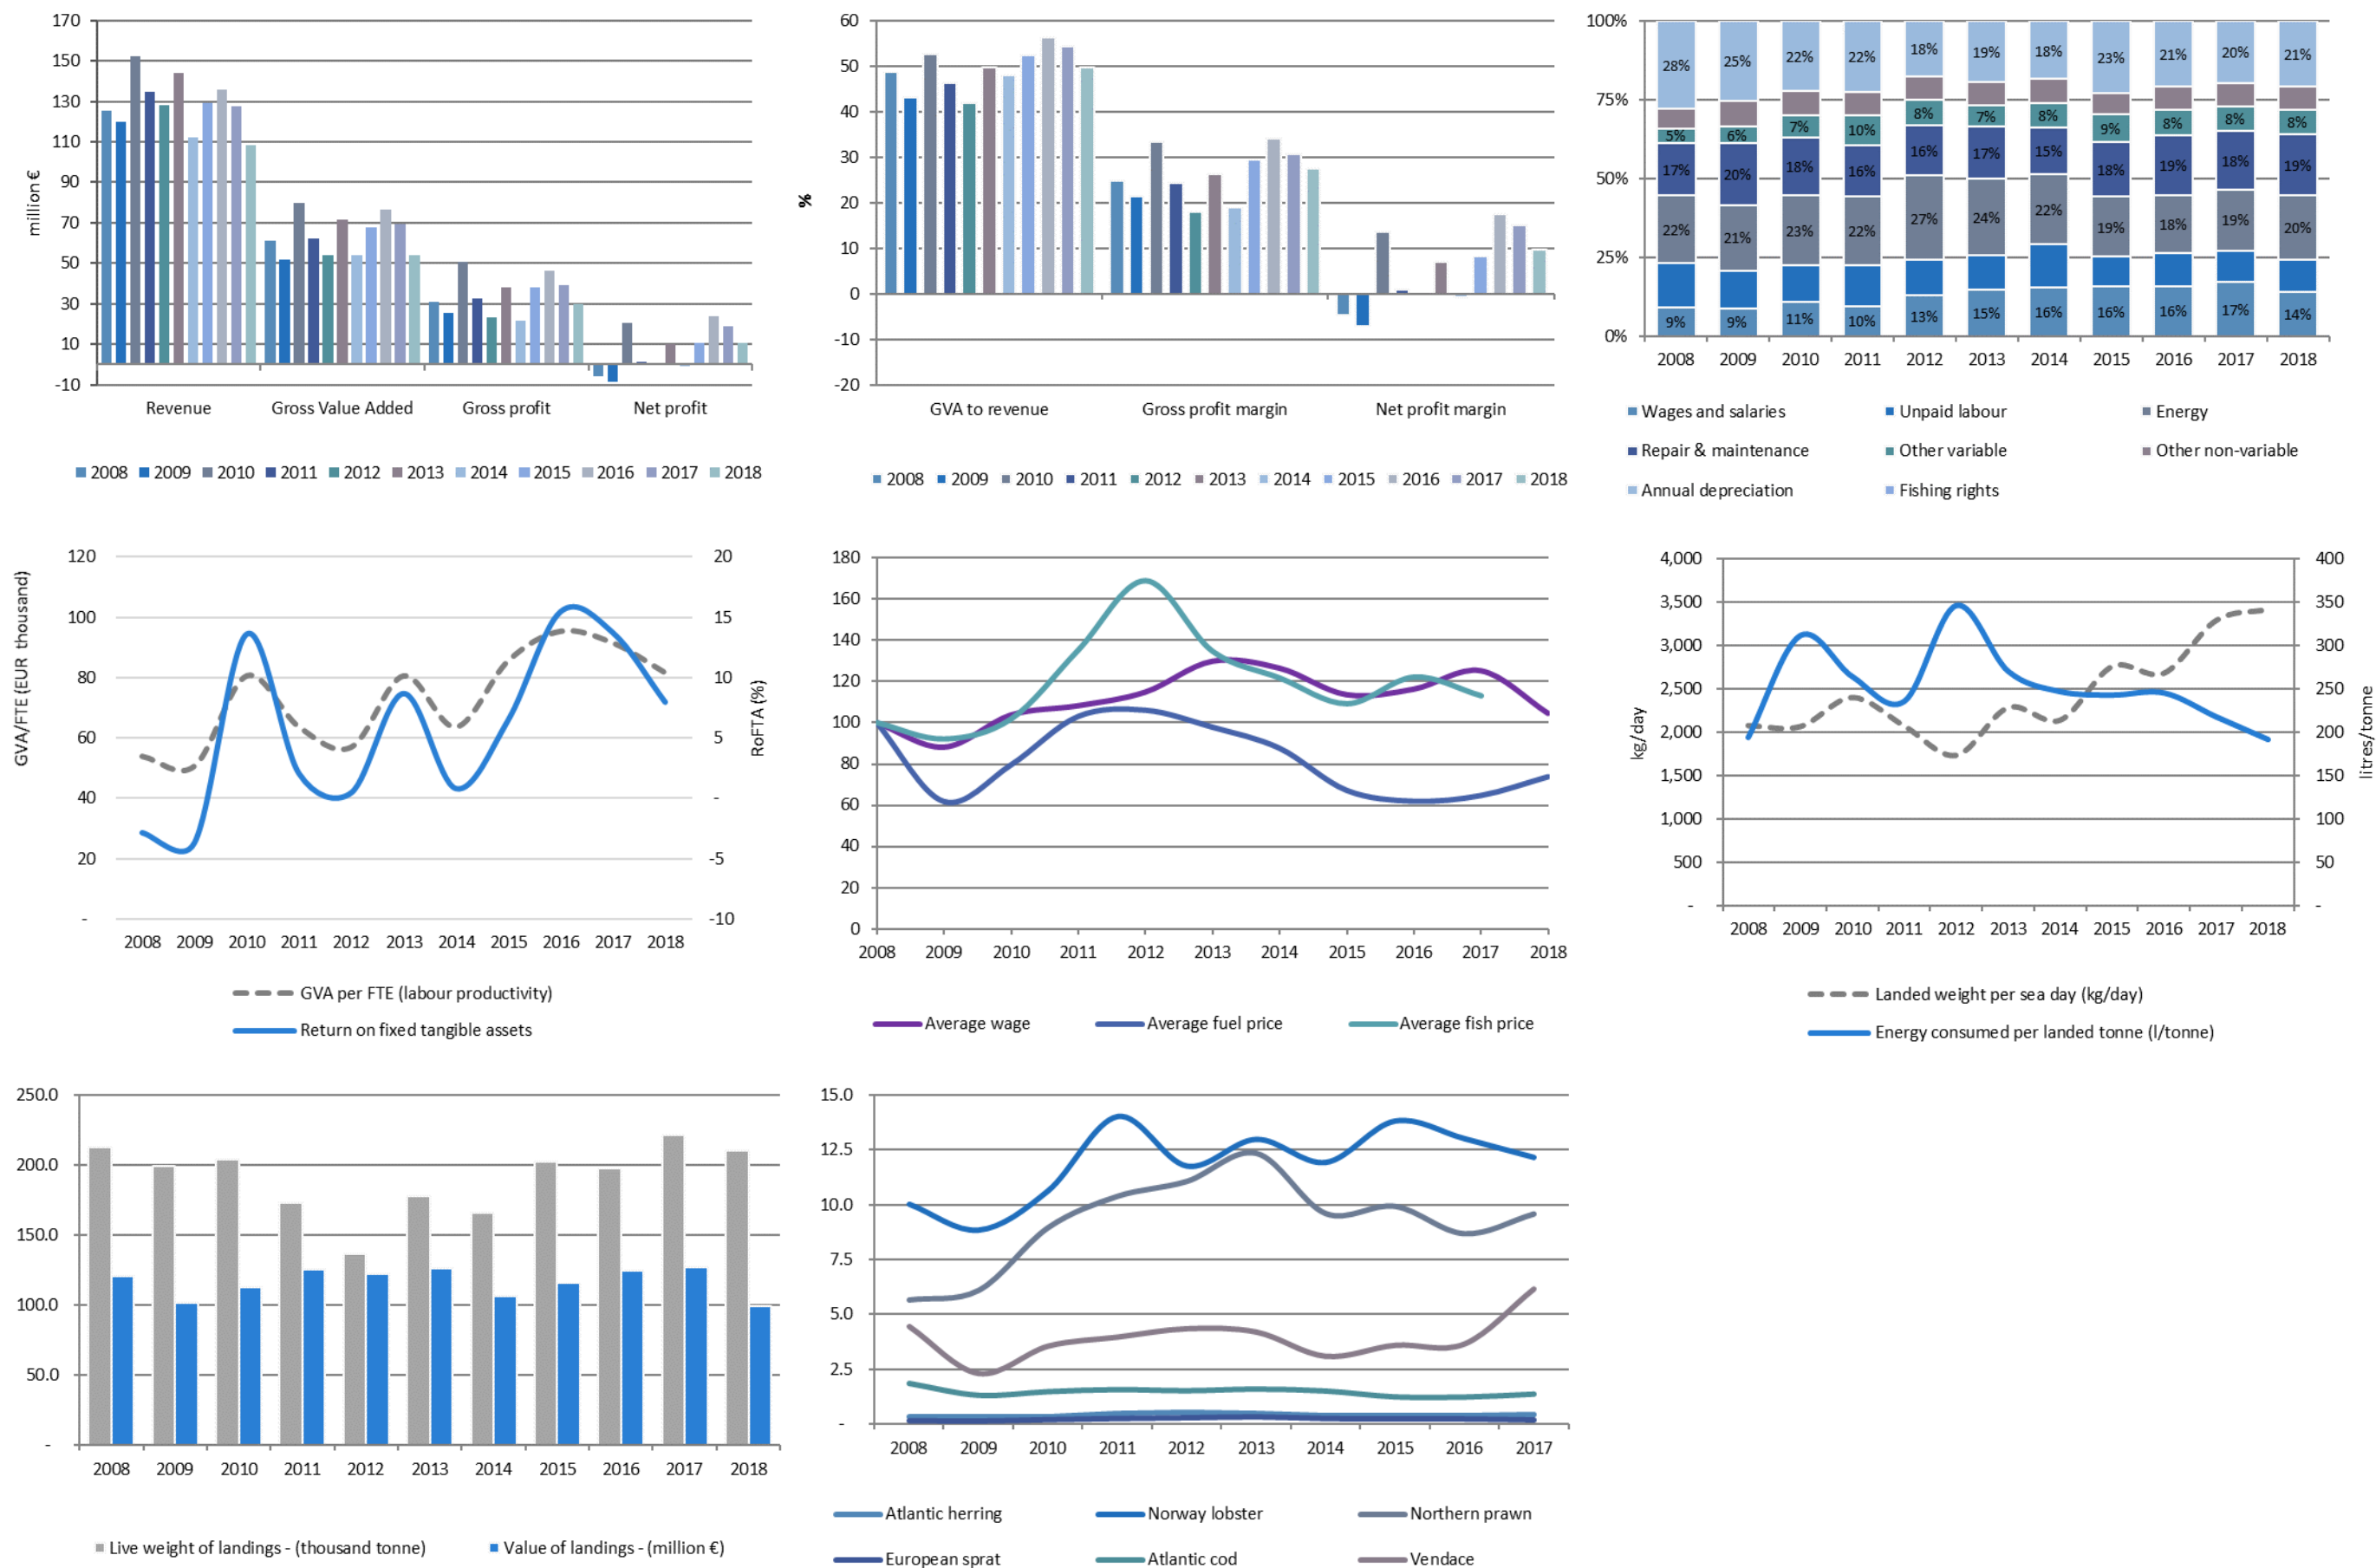 million €
170
150
130
110
90
70
50
30
10
-10
Revenue Gross Value Added Gross profit Net profit
2008 2009 2010 2011 2012 2013 2014 2015 2016 2017 2018
%
60
50
40
30
20
10
0
-10
-20
GVA to revenue Gross profit margin Net profit margin
2008 2009 2010 2011 2012 2013 2014 2015 2016 2017 2018
100%
75%
50%
25%
0%
28% 25% 22% 22% 18% 19% 18% 23% 21% 20% 21%
5% 6% 7% 10% 8% 7% 8% 9% 8% 8% 8%
17% 20% 18% 16% 16% 17% 15% 18% 19% 18% 19%
22% 21% 23% 22% 27% 24% 22% 19% 18% 19% 20%
9% 9% 11% 10% 13% 15% 16% 16% 16% 17% 14%
2008 2009 2010 2011 2012 2013 2014 2015 2016 2017 2018
Wages and salaries Unpaid labour Energy
Repair & maintenance Other variable Other non-variable
Annual depreciation Fishing rights
GVA/FTE (EUR thousand)
120
100
80
60
40
20
-
20
15
10
5
-
-5
-10
RoFTA (%)
2008 2009 2010 2011 2012 2013 2014 2015 2016 2017 2018
GVA per FTE (labour productivity)
Return on fixed tangible assets
180
160
140
120
100
80
60
40
20
0
2008 2009 2010 2011 2012 2013 2014 2015 2016 2017 2018
Average wage Average fuel price Average fish price
kg/day
4,000
3,500
3,000
2,500
2,000
1,500
1,000
500
-
400
350
300
250
200
150
100
50
-
litres/tonne
2008 2009 2010 2011 2012 2013 2014 2015 2016 2017 2018
Landed weight per sea day (kg/day)
Energy consumed per landed tonne (l/tonne)
250.0
200.0
150.0
100.0
50.0
-
2008 2009 2010 2011 2012 2013 2014 2015 2016 2017 2018
Live weight of landings - (thousand tonne) Value of landings - (million €)
15.0
12.5
10.0
7.5
5.0
2.5
-
2008 2009 2010 2011 2012 2013 2014 2015 2016 2017
Atlantic herring Norway lobster Northern prawn
European sprat Atlantic cod Vendace